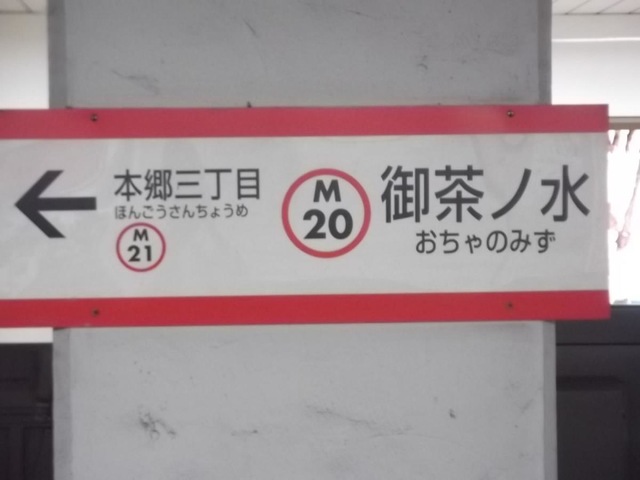 本郷三丁目
ほんごうさんちょうめ
M
21
M
20
御茶ノ水
おちゃのみず